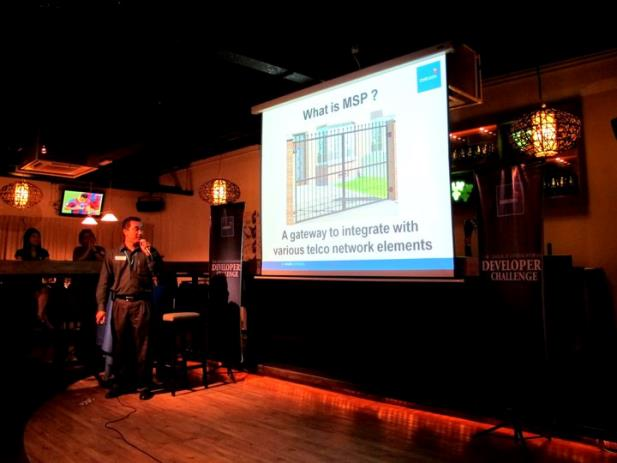 What is MSP ?
A gateway to integrate with
various telco network elements
DEVELOPER
CHALLENGE
DEVELOPER
CHALLENGE